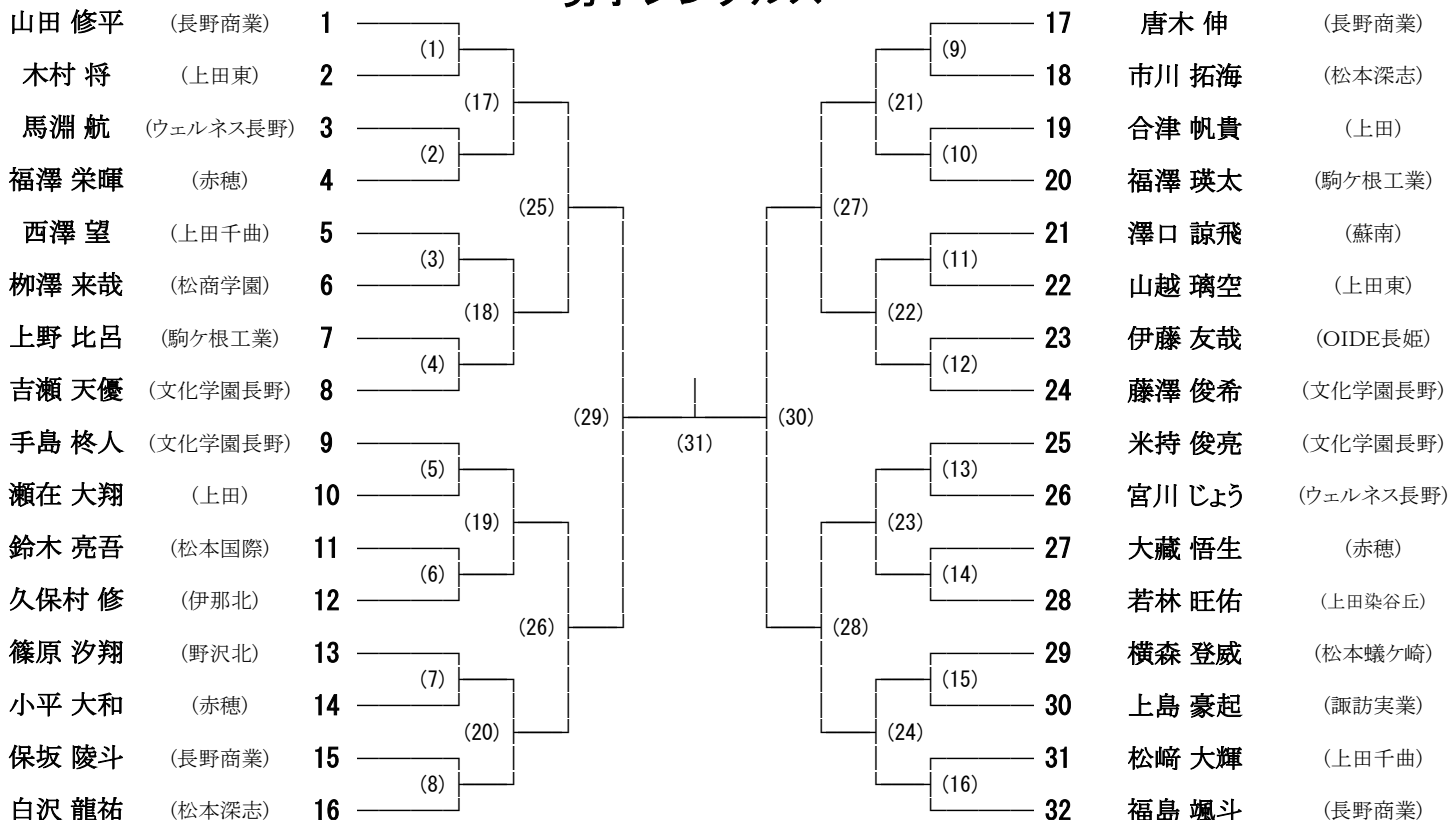 男子シングルス
山田 修平 (長野商業) 1
木村 将 (上田東) 2
馬淵 航 (ウェルネス長野) 3
福澤 栄暉 (赤穂) 4
西澤 望 (上田千曲) 5
栁澤 来哉 (松商学園) 6
上野 比呂 (駒ケ根工業) 7
吉瀬 天優 (文化学園長野) 8
手島 柊人 (文化学園長野) 9
瀬在 大翔 (上田) 10
鈴木 亮吾 (松本国際) 11
久保村 修 (伊那北) 12
篠原 汐翔 (野沢北) 13
小平 大和 (赤穂) 14
保坂 陵斗 (長野商業) 15
白沢 龍祐 (松本深志) 16
(1)
(2)
(3)
(4)
(5)
(6)
(7)
(8)
(17)
(18)
(19)
(20)
(25)
(26)
(29)
(31)
(30)
(27)
(28)
(21)
(22)
(23)
(24)
(9)
(10)
(11)
(12)
(13)
(14)
(15)
(16)
17 唐木 伸 (長野商業)
18 市川 拓海 (松本深志)
19 合津 帆貴 (上田)
20 福澤 瑛太 (駒ケ根工業)
21 澤口 諒飛 (蘇南)
22 山越 璃空 (上田東)
23 伊藤 友哉 (OIDE長姫)
24 藤澤 俊希 (文化学園長野)
25 米持 俊亮 (文化学園長野)
26 宮川 じょう (ウェルネス長野)
27 大藏 悟生 (赤穂)
28 若林 旺佑 (上田染谷丘)
29 横森 登威 (松本蟻ケ崎)
30 上島 豪起 (諏訪実業)
31 松﨑 大輝 (上田千曲)
32 福島 颯斗 (長野商業)